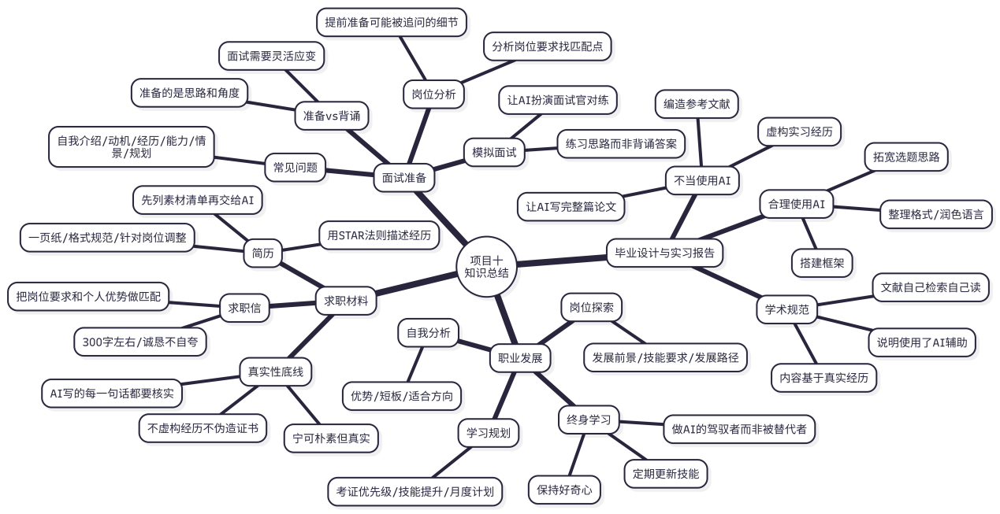 项目十
知识总结
毕业设计与实习报告
不当使用AI
编造参考文献
虚构实习经历
让AI写完整篇论文
合理使用AI
拓宽选题思路
整理格式/润色语言
搭建框架
学术规范
文献自己检索自己读
说明使用了AI辅助
内容基于真实经历
职业发展
岗位探索
发展前景/技能要求/发展路径
自我分析
优势/短板/适合方向
学习规划
考证优先级/技能提升/月度计划
终身学习
做AI的驾驭者而非被替代者
定期更新技能
保持好奇心
求职材料
简历
先列素材清单再交给AI
一页纸/格式规范/针对岗位调整
用STAR法则描述经历
求职信
把岗位要求和个人优势做匹配
300字左右/诚恳不自夸
真实性底线
AI写的每一句话都要核实
不虚构经历不伪造证书
宁可朴素但真实
面试准备
常见问题
自我介绍/动机/经历/能力/情
景/规划
准备vs背诵
面试需要灵活应变
准备的是思路和角度
岗位分析
提前准备可能被追问的细节
分析岗位要求找匹配点
模拟面试
让AI扮演面试官对练
练习思路而非背诵答案